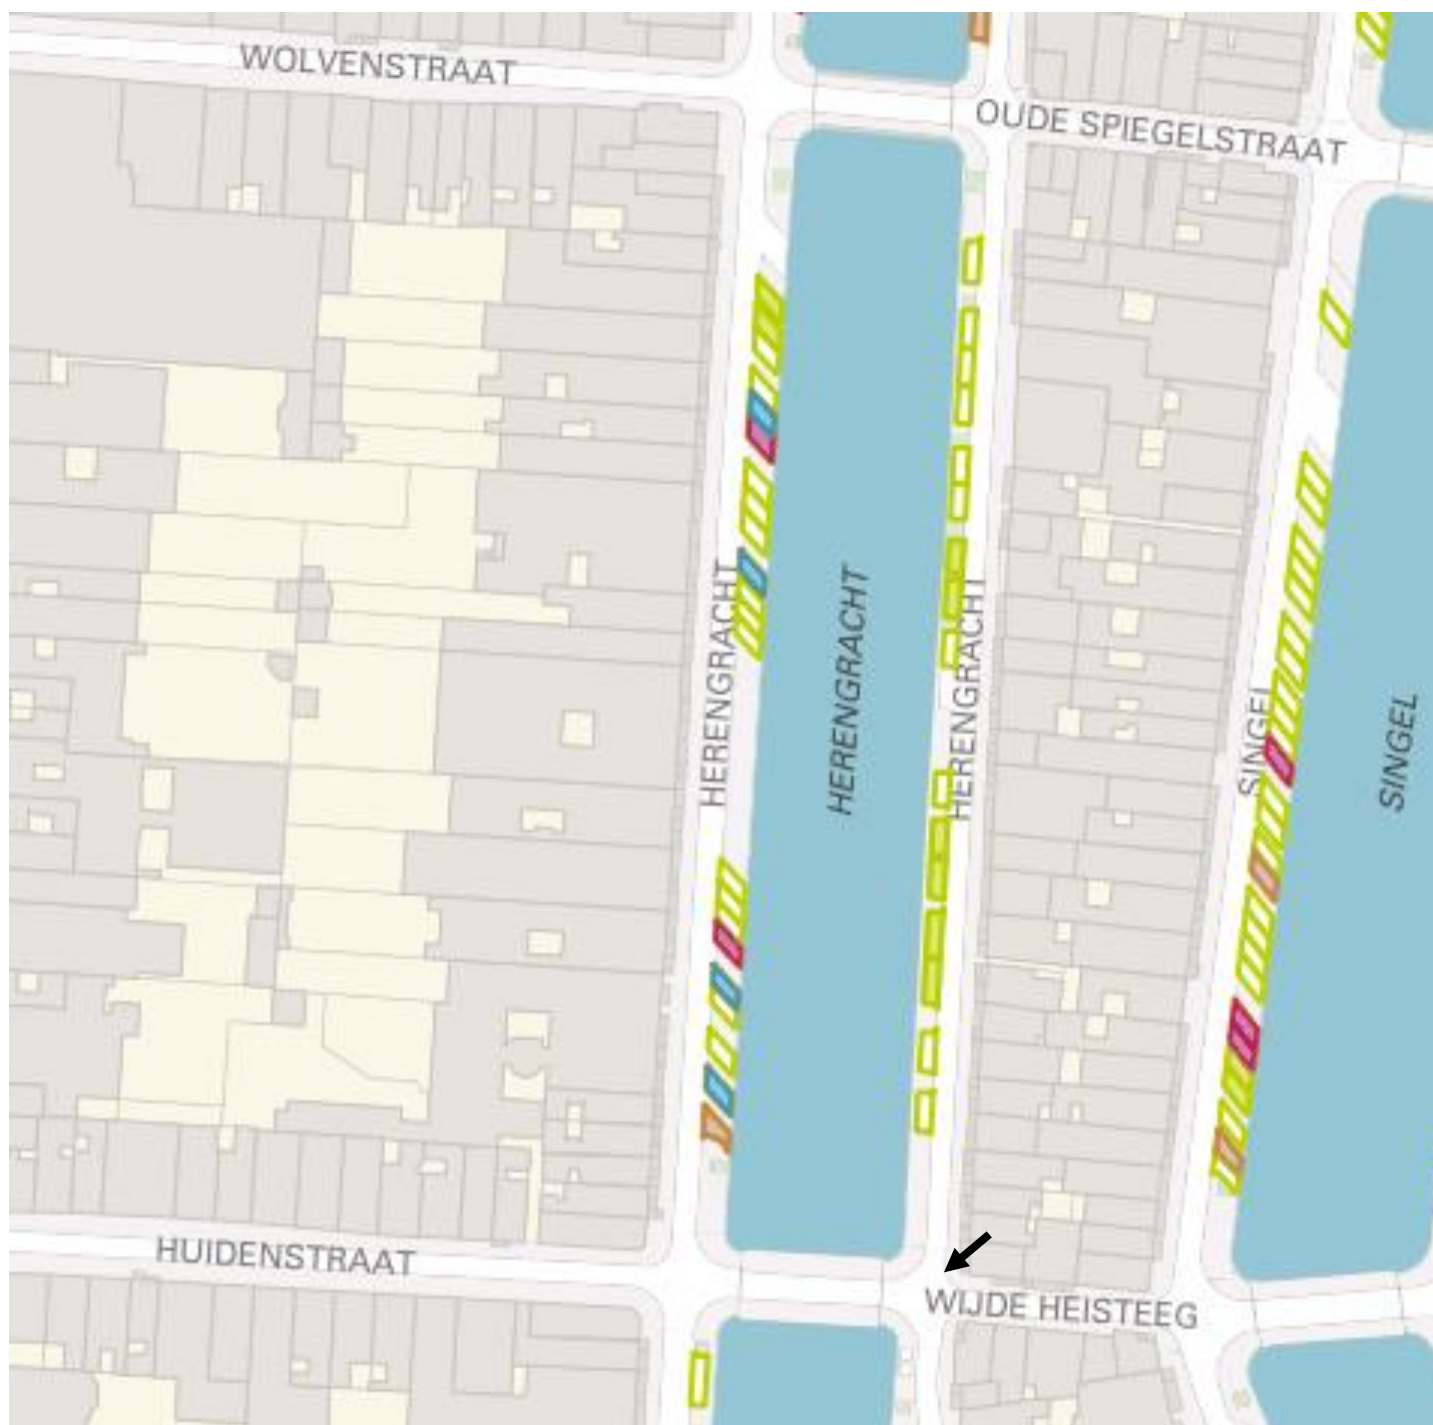 WOLVENSTRAAT
OUDE SPIEGELSTRAAT
HERENGRACHT
HERENGRACHT
HERENGRACHT
SINGEL
SINGEL
HUIDENSTRAAT
WIJDE HEISTEEG